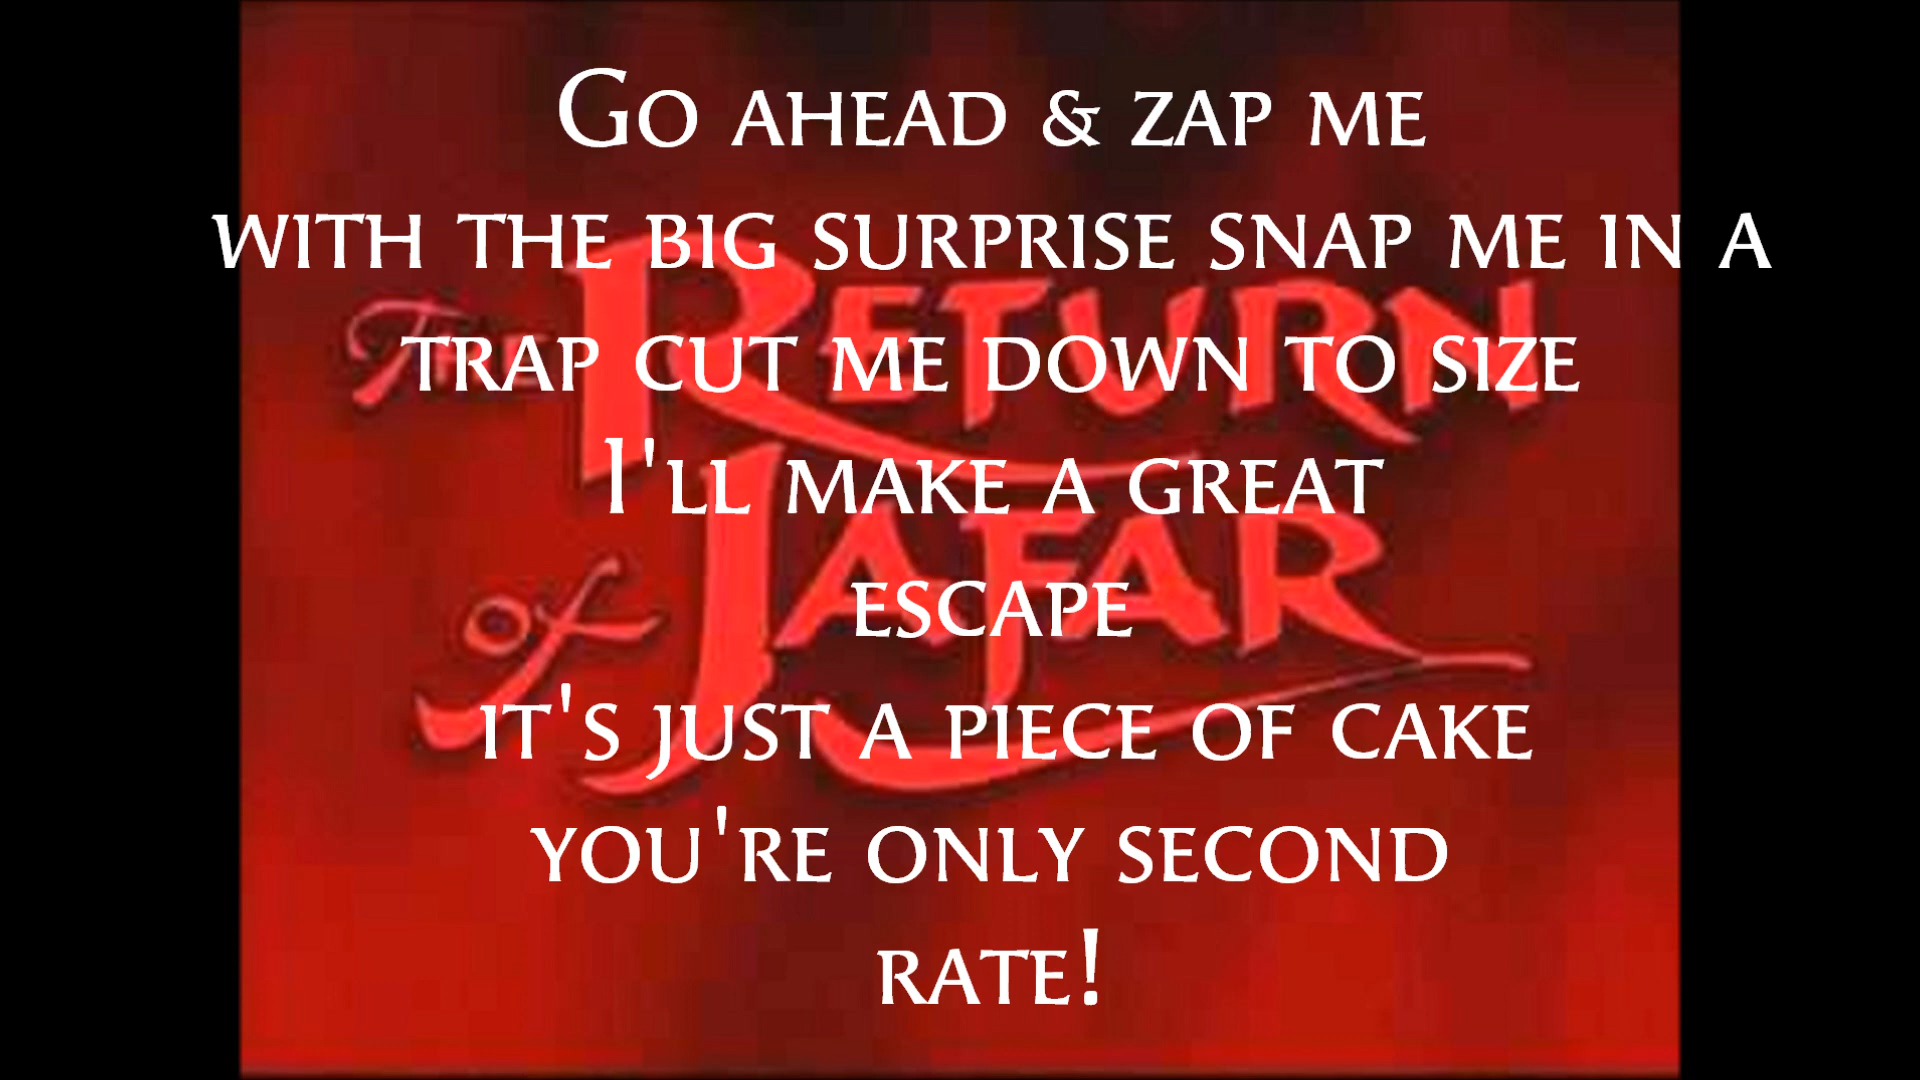 Go ahead & zap me
with the big surprise snap me in a
trap cut me down to size
I'll make a great
escape
it's just a piece of cake
you're only second
rate!
The Return
of Jafar